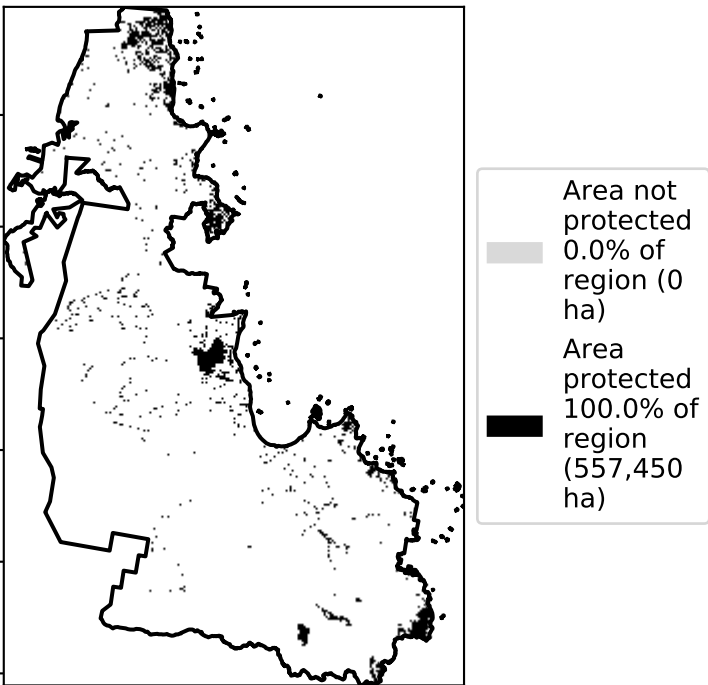 Area not
protected
0.0% of
region (0
ha)
Area
protected
100.0% of
region
(557,450
ha)